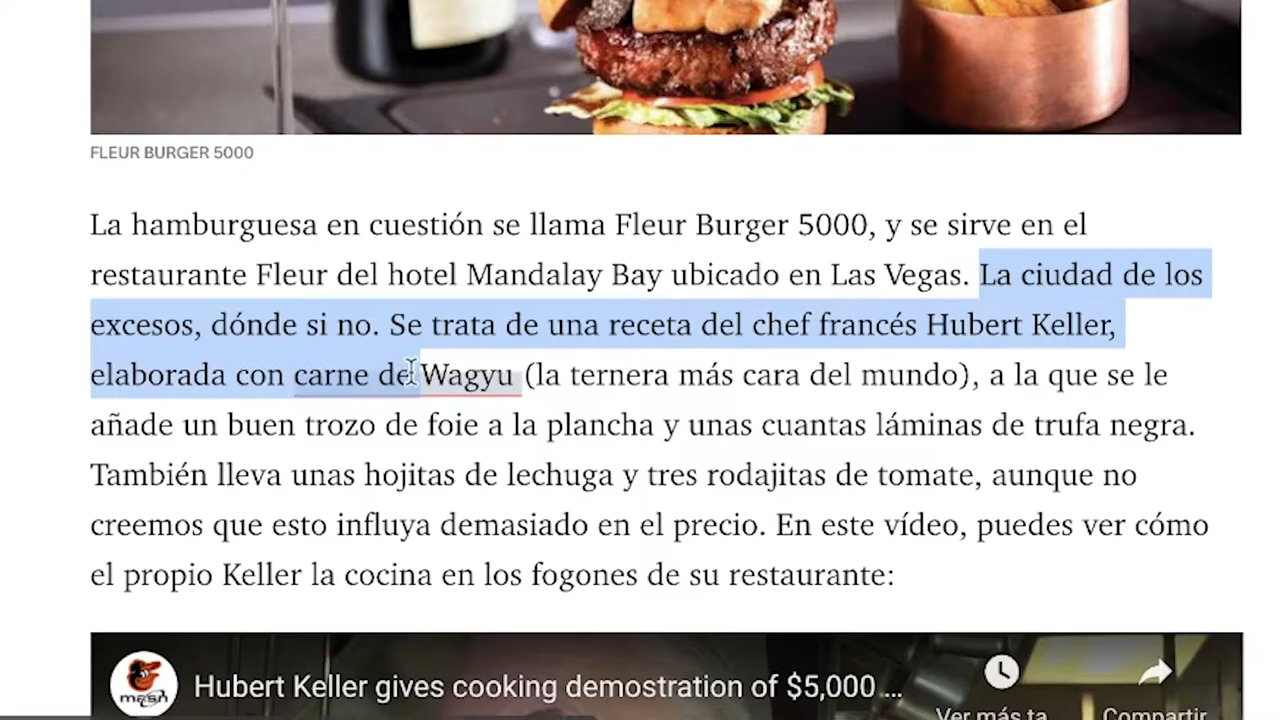 FLEUR BURGER 5000
La hamburguesa en cuestión se llama Fleur Burger 5000, y se sirve en el
restaurante Fleur del hotel Mandalay Bay ubicado en Las Vegas. La ciudad de los
excesos, dónde si no. Se trata de una receta del chef francés Hubert Keller,
elaborada con carne de Wagyu (la ternera más cara del mundo), a la que se le
añade un buen trozo de foie a la plancha y unas cuantas láminas de trufa negra.
También lleva unas hojitas de lechuga y tres rodajitas de tomate, aunque no
creemos que esto influya demasiado en el precio. En este vídeo, puedes ver cómo
el propio Keller la cocina en los fogones de su restaurante:
mesh
Hubert Keller gives cooking demostration of $5,000 ...
Ver más ta
Compartir